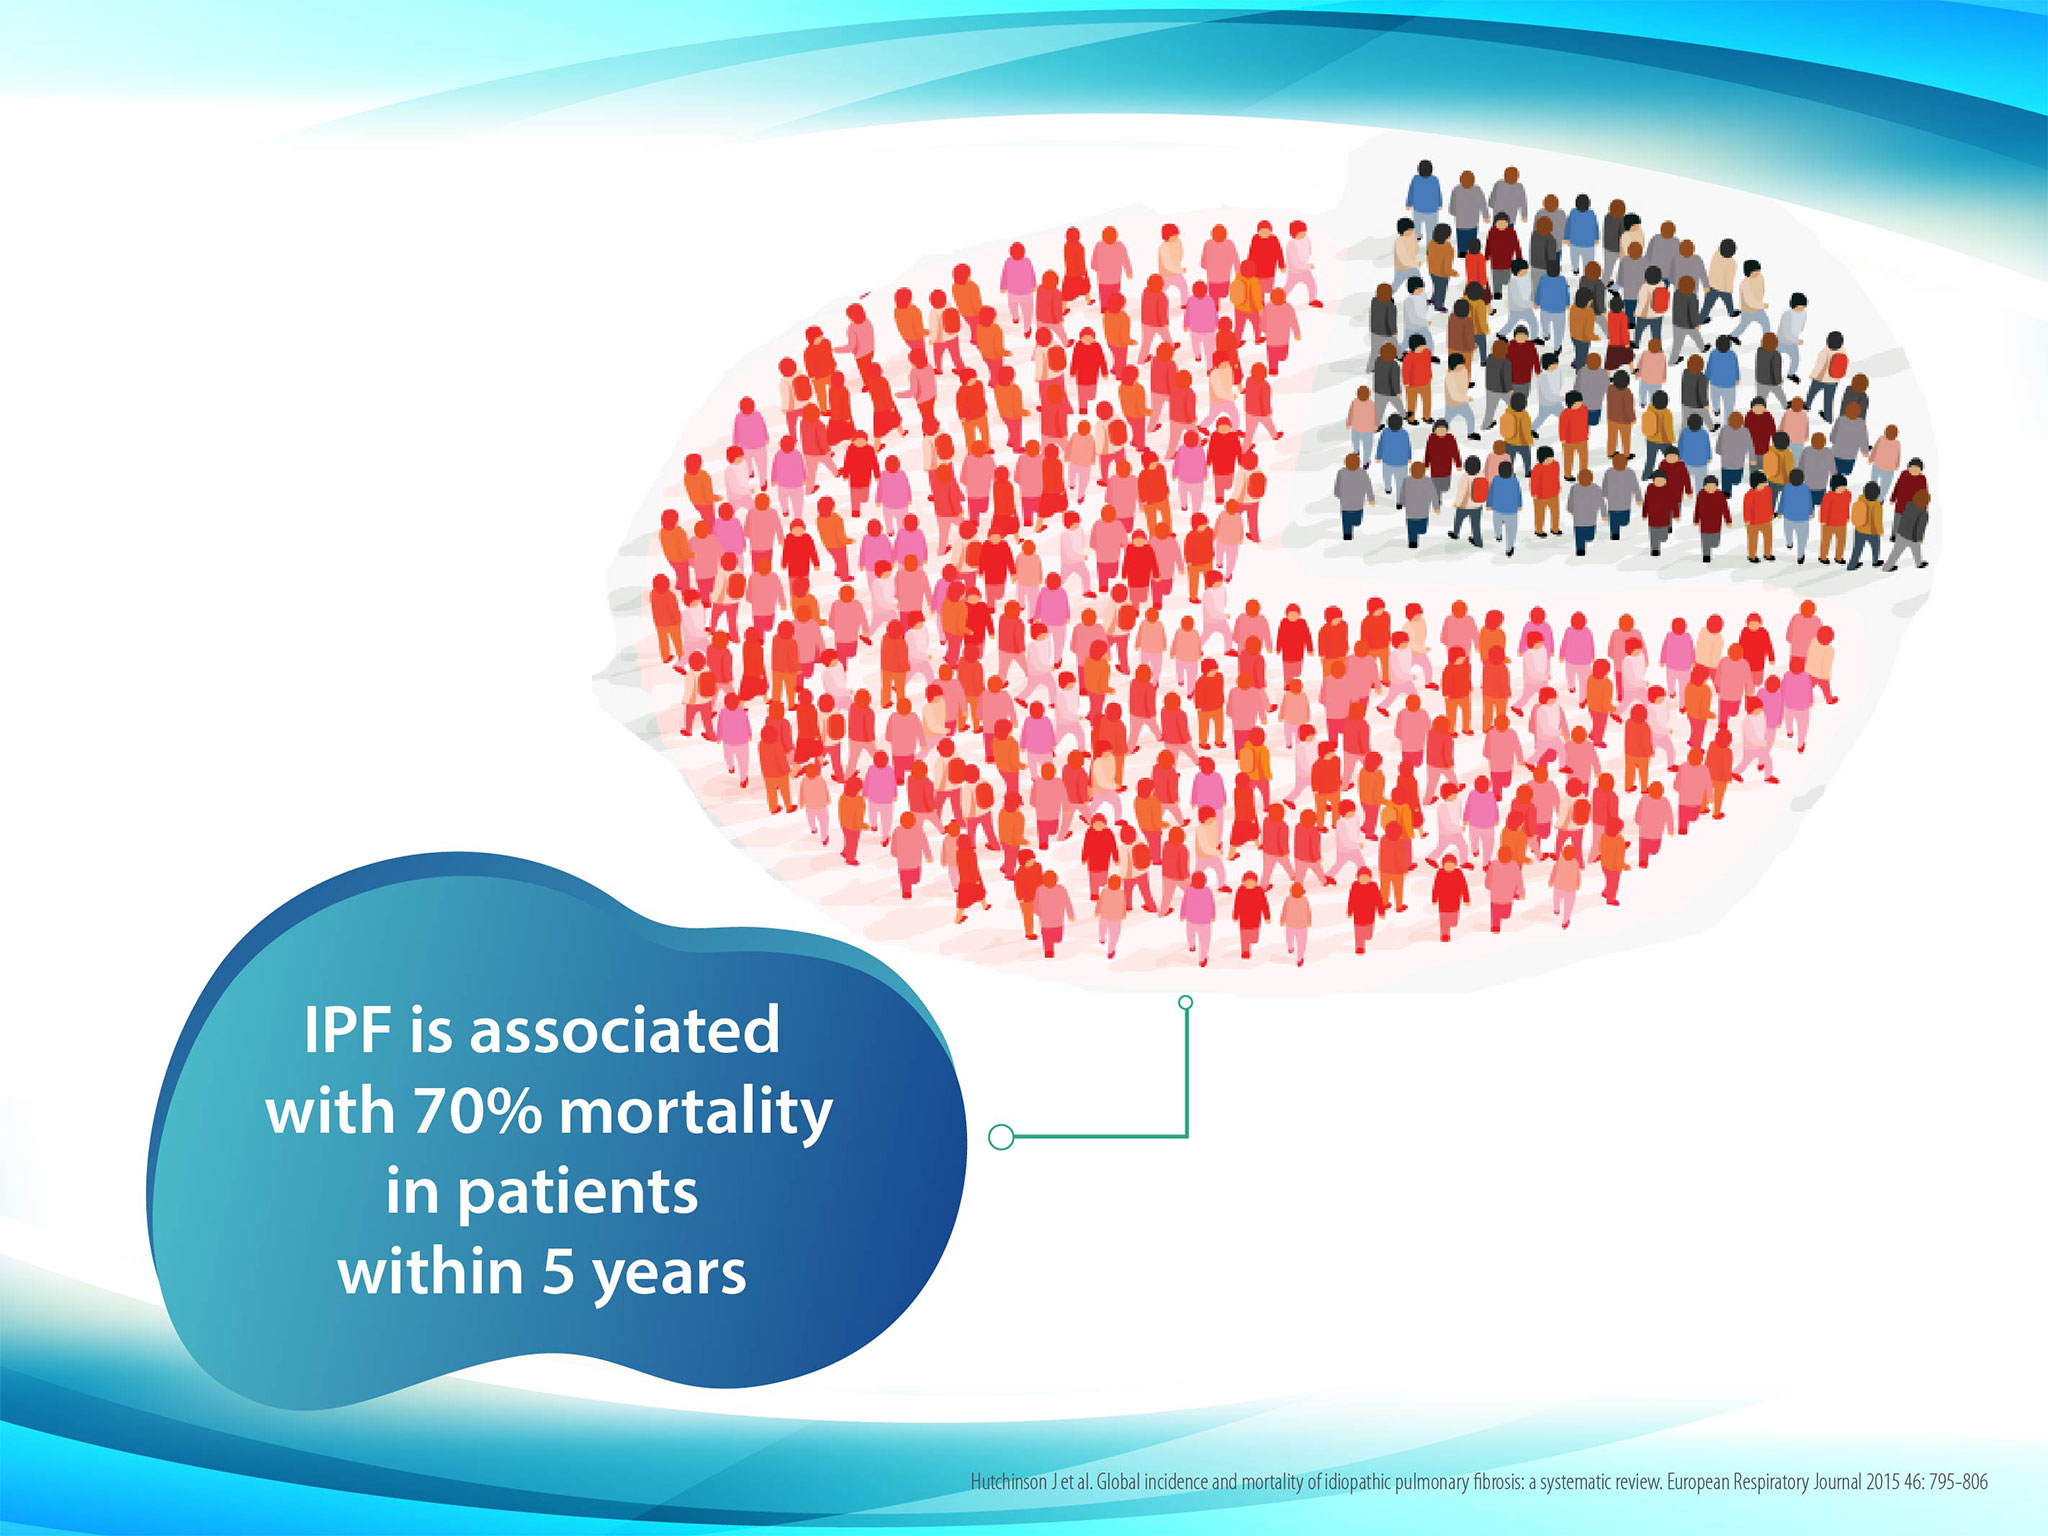 IPF is associated
with 70% mortality
in patients
within 5 years
Hutchinson J et al. Global incidence and mortality of idiopathic pulmonary fibrosis: a systematic review. European Respiratory Journal 2015 46: 795-806